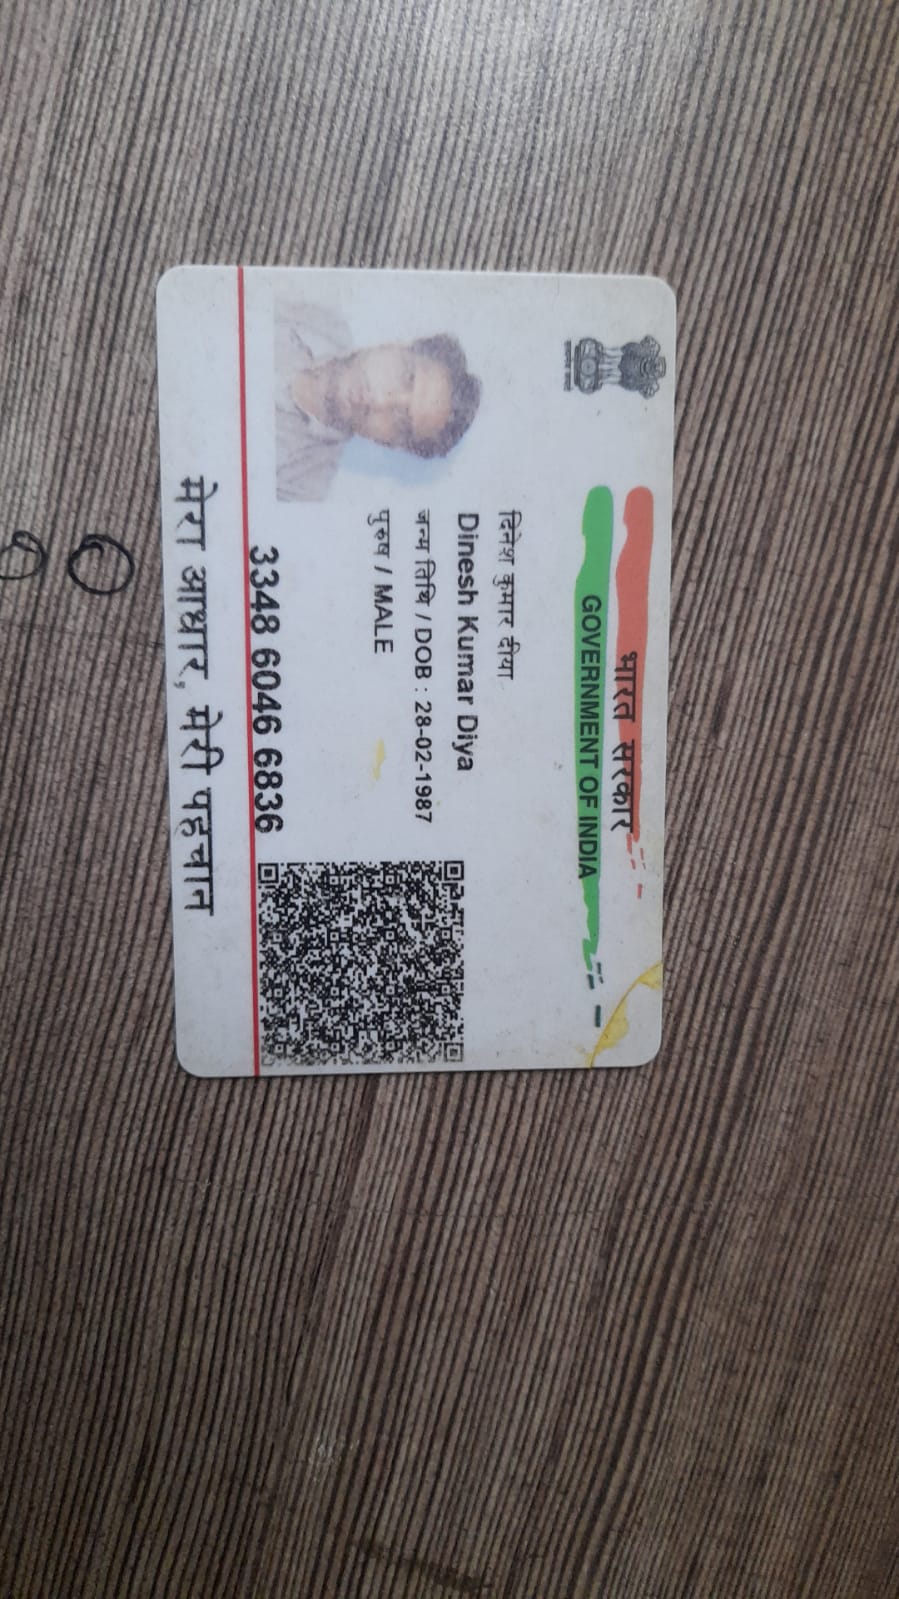 भारत सरकार
GOVERNMENT OF INDIA
दिनेश कुमार दीया
Dinesh Kumar Diya
जन्म तिथि / DOB : 28-02-1987
पुरुष / MALE
3348 6046 6836
मेरा आधार, मेरी पहचान